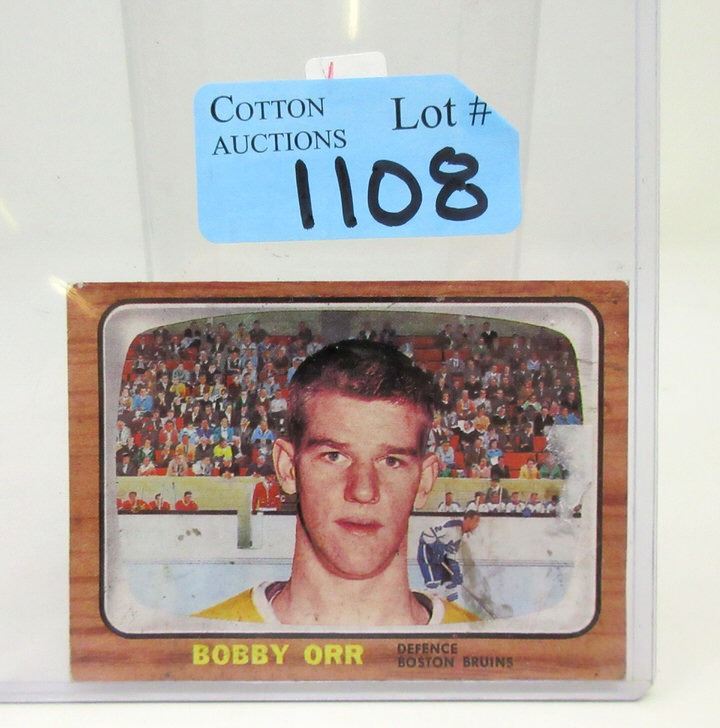 COTTON
AUCTIONS
Lot #
1108
BOBBY ORR
DEFENCE
BOSTON BRUINS